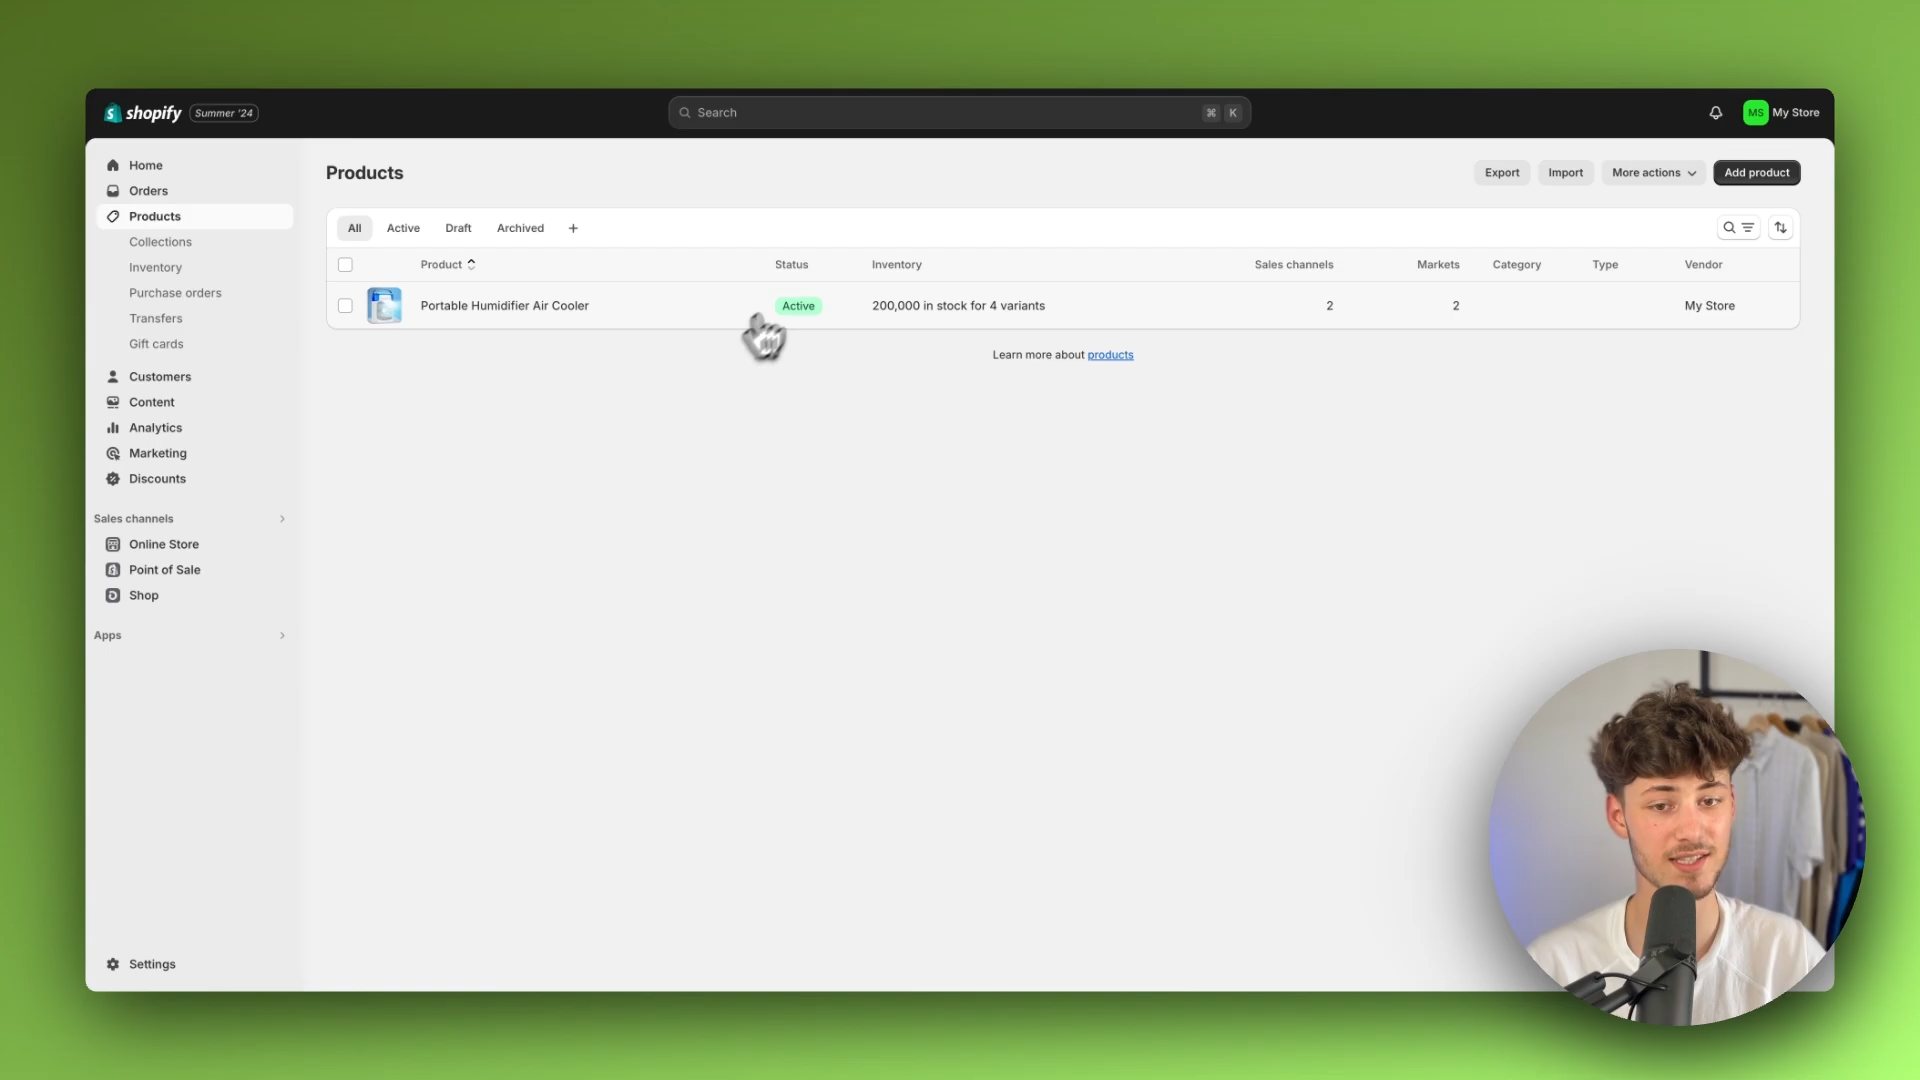 shopify Summer '24
Search ⌘ K
MS My Store
Home
Orders
Products
Collections
Inventory
Purchase orders
Transfers
Gift cards
Customers
Content
Analytics
Marketing
Discounts
Sales channels
Online Store
Point of Sale
Shop
Apps
Settings
Products
Export Import More actions Add product
All Active Draft Archived +
Product Status Inventory Sales channels Markets Category Type Vendor
Portable Humidifier Air Cooler Active 200,000 in stock for 4 variants 2 2 My Store
Learn more about products